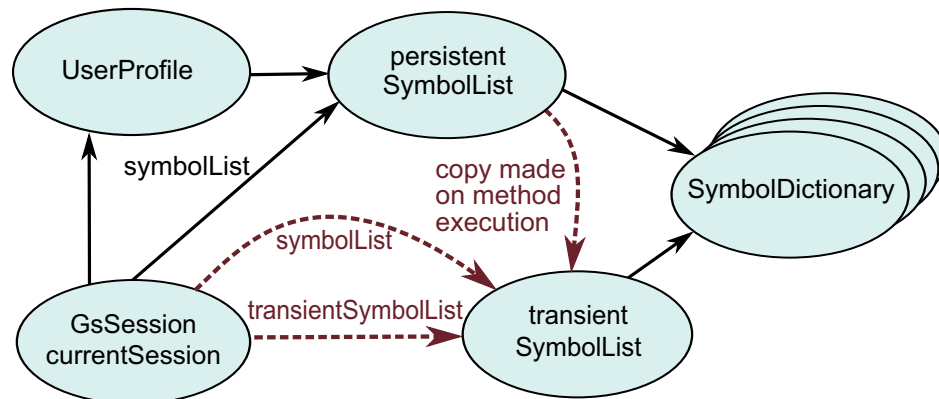 UserProfile
persistent
SymbolList
symbolList
copy made
on method
execution
SymbolDictionary
symbolList
transientSymbolList
GsSession
currentSession
transient
SymbolList